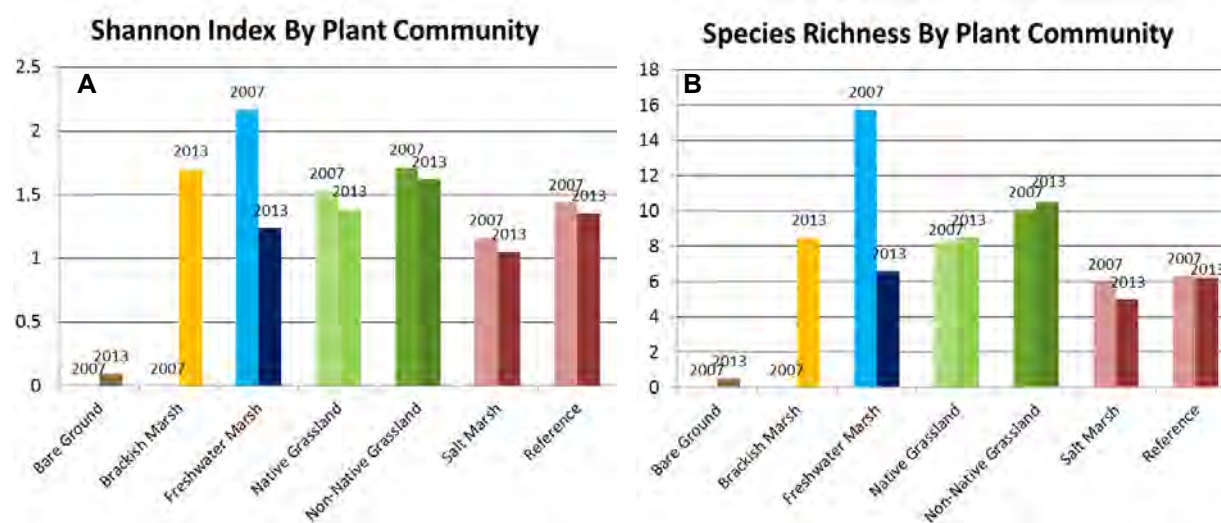 Shannon Index By Plant Community
A
2.5
2
1.5
1
0.5
0
2007
2013
2007
2013
2007
2013
2007
2013
2007
2013
2007
2013
2007
2013
Bare Ground
Brackish Marsh
Freshwater Marsh
Native Grassland
Non-Native Grassland
Salt Marsh
Reference
Species Richness By Plant Community
B
18
16
14
12
10
8
6
4
2
0
2007
2013
2007
2013
2007
2013
2007
2013
2007
2013
2007
2013
2007
2013
Bare Ground
Brackish Marsh
Freshwater Marsh
Native Grassland
Non-Native Grassland
Salt Marsh
Reference